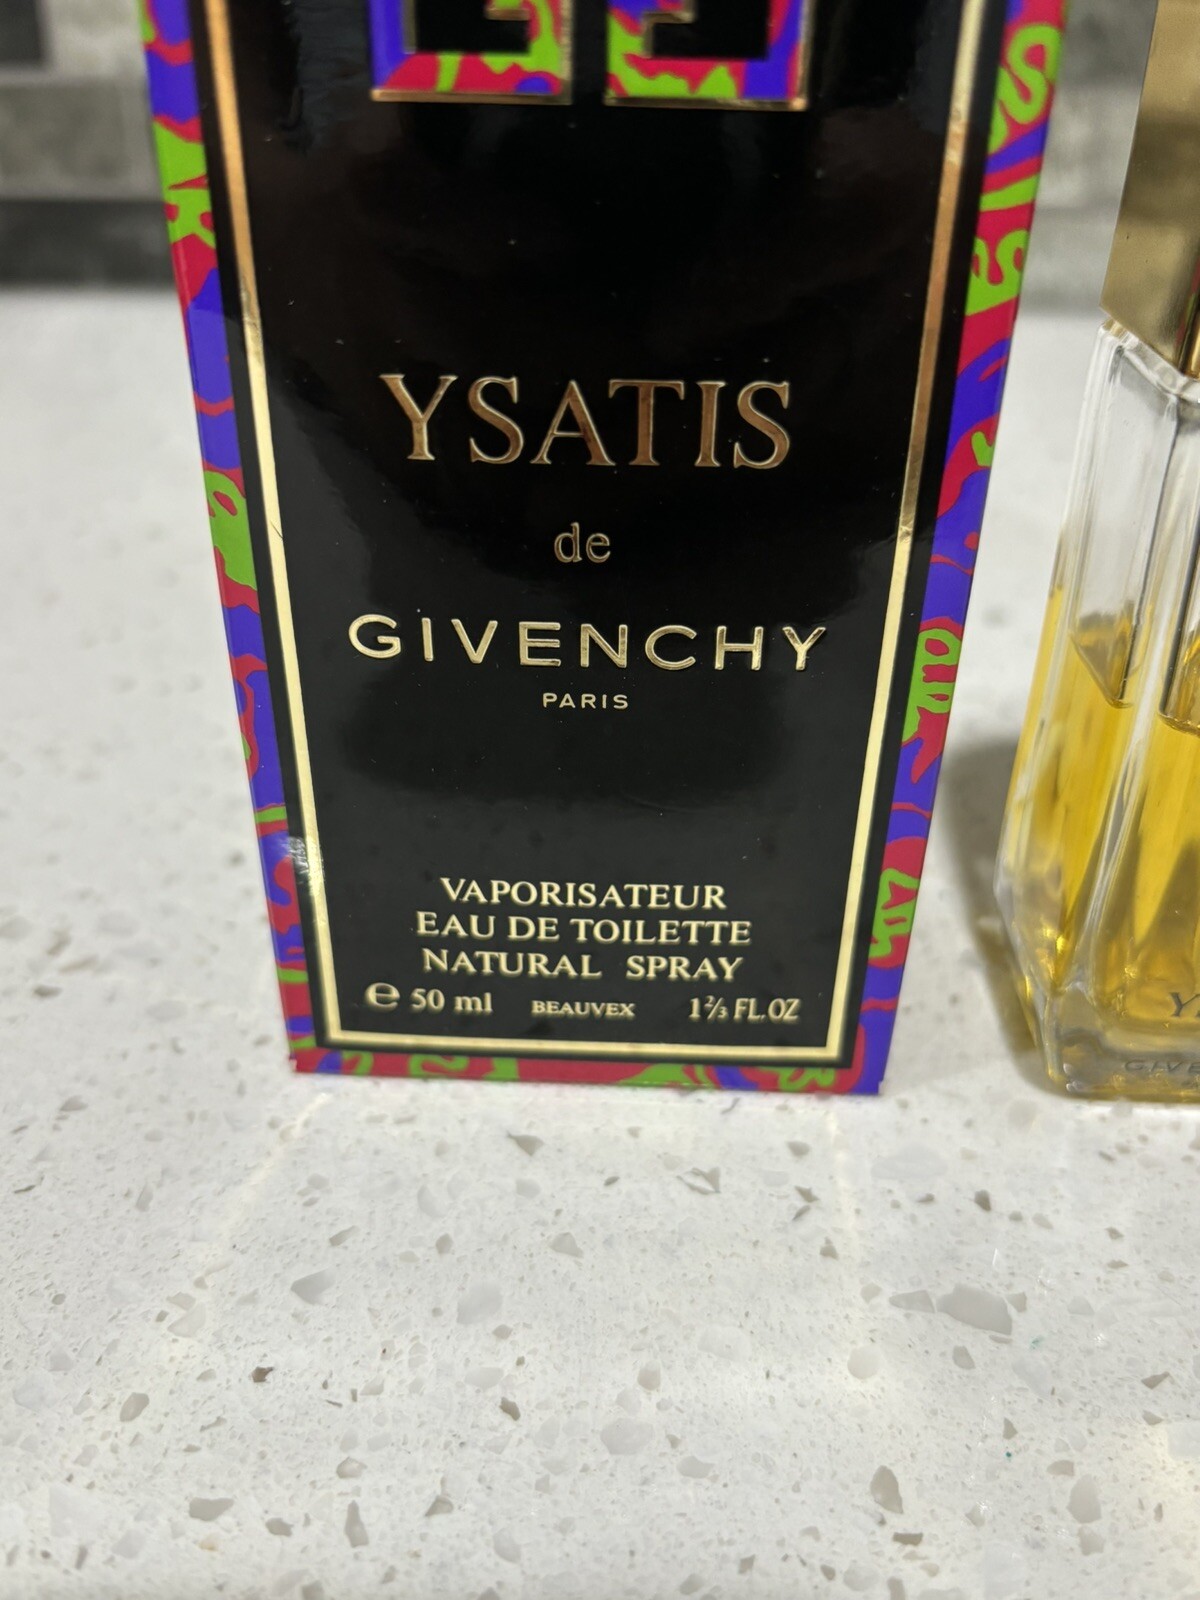 YSATIS
de
GIVENCHY
PARIS
VAPORISATEUR
EAU DE TOILETTE
NATURAL SPRAY
℮ 50 ml BEAUVEX 1⅔ FL.OZ